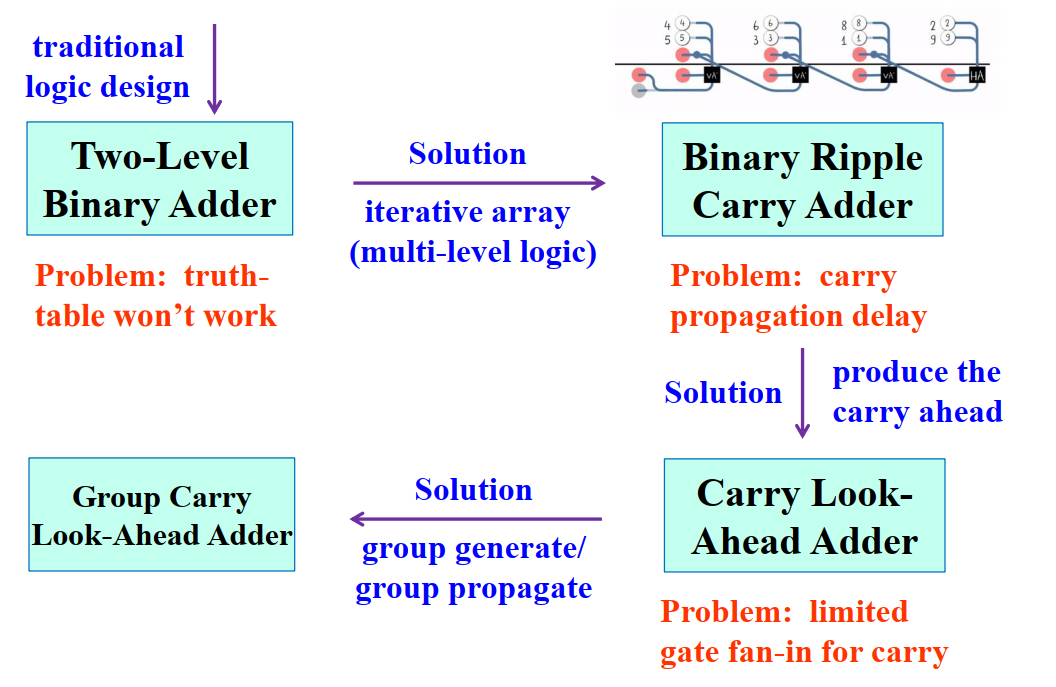 traditional
logic design
Two-Level
Binary Adder
Problem: truth-
table won't work
Solution
iterative array
(multi-level logic)
4 4 6 6 8 8 2 2
5 5 3 3 1 1 9 9
VA VA VA HA
Binary Ripple
Carry Adder
Problem: carry
propagation delay
Solution
produce the
carry ahead
Carry Look-
Ahead Adder
Problem: limited
gate fan-in for carry
Solution
group generate/
group propagate
Group Carry
Look-Ahead Adder